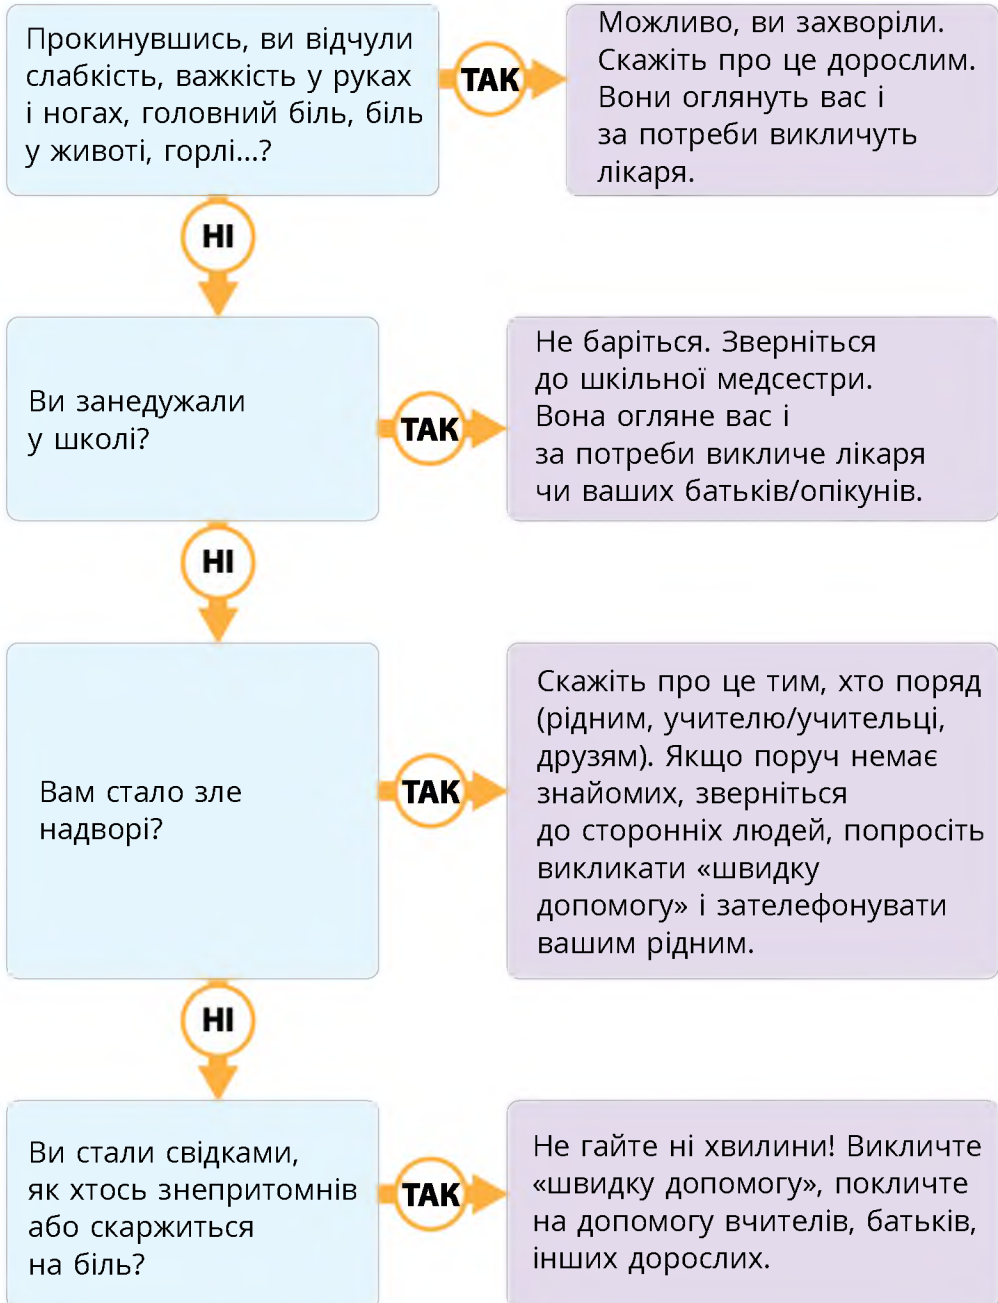 Прокинувшись, ви відчули
слабкість, важкість у руках
і ногах, головний біль, біль
у животі, горлі...?
ТАК
Можливо, ви захворіли.
Скажіть про це дорослим.
Вони оглянуть вас і
за потреби викличуть
лікаря.
НІ
Ви занедужали
у школі?
ТАК
Не баріться. Зверніться
до шкільної медсестри.
Вона огляне вас і
за потреби викличе лікаря
чи ваших батьків/опікунів.
НІ
Вам стало зле
надворі?
ТАК
Скажіть про це тим, хто поряд
(рідним, учителю/учительці,
друзям). Якщо поруч немає
знайомих, зверніться
до сторонніх людей, попросіть
викликати «швидку
допомогу» і зателефонувати
вашим рідним.
НІ
Ви стали свідками,
як хтось знепритомнів
або скаржиться
на біль?
ТАК
Не гайте ні хвилини! Викличте
«швидку допомогу», покличте
на допомогу вчителів, батьків,
інших дорослих.